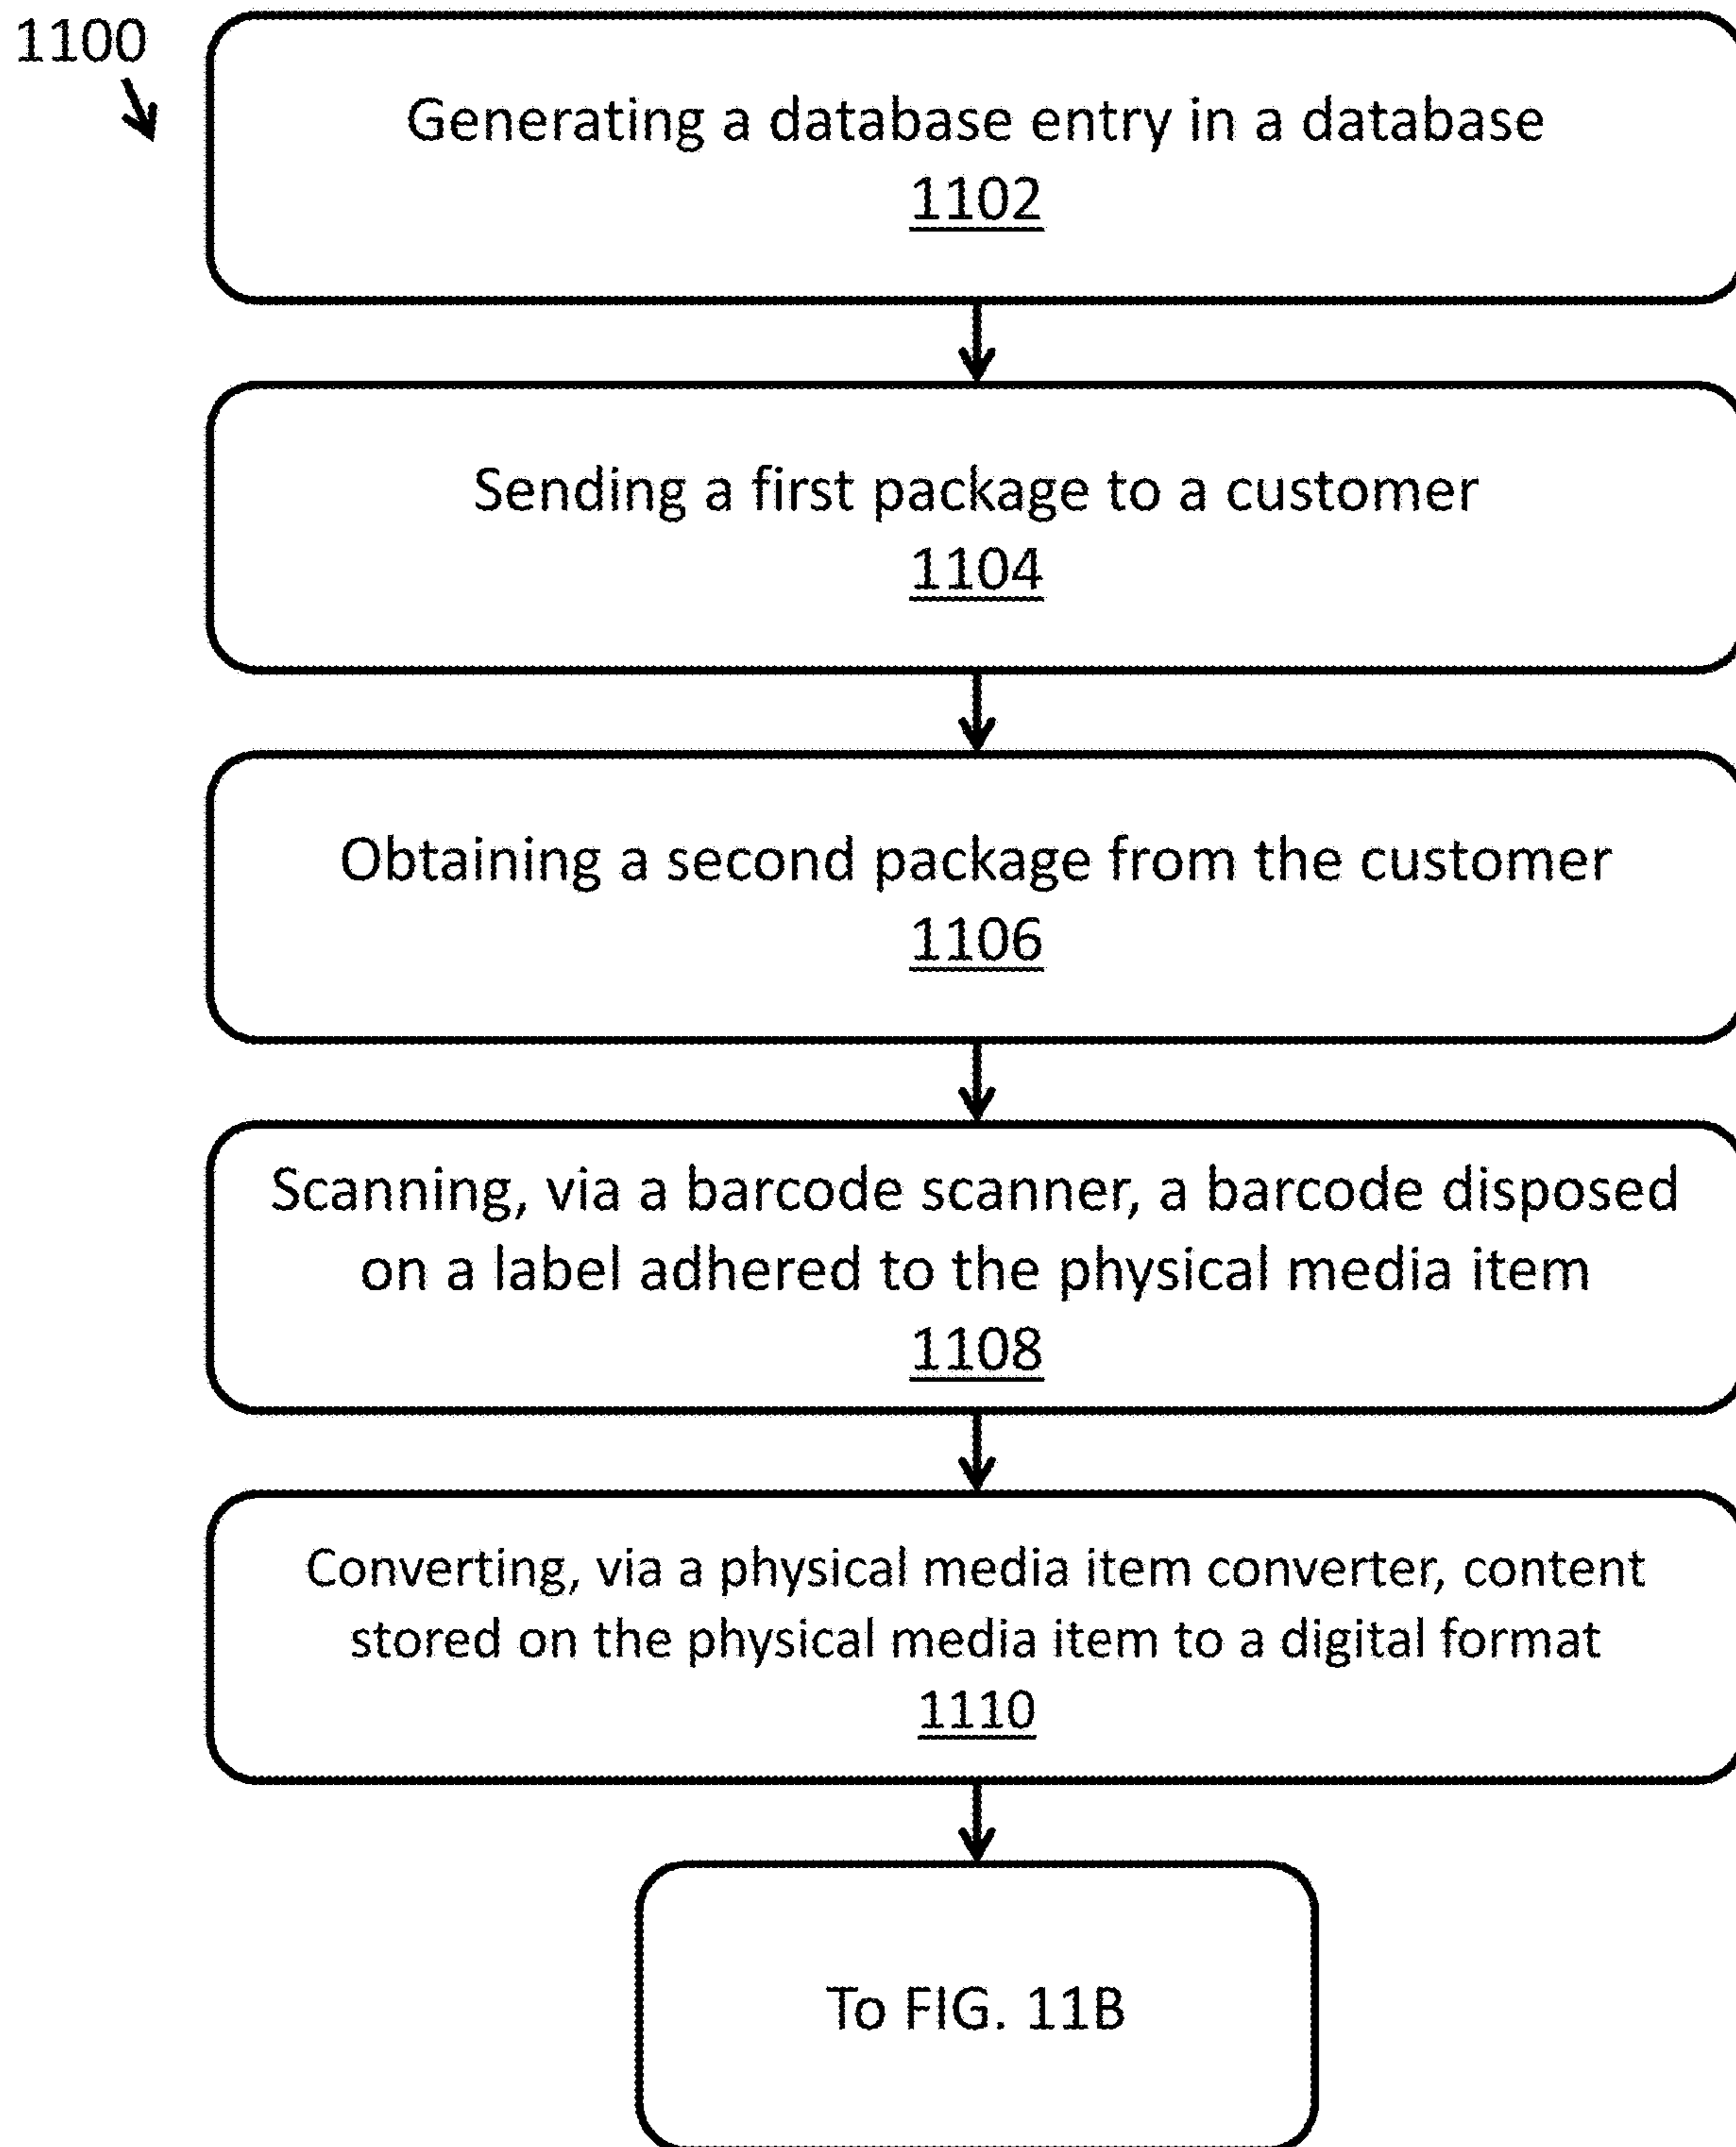 1100
Generating a database entry in a database
1102
Sending a first package to a customer
1104
Obtaining a second package from the customer
1106
Scanning, via a barcode scanner, a barcode disposed
on a label adhered to the physical media item
1108
Converting, via a physical media item converter, content
stored on the physical media item to a digital format
1110
To FIG. 11B